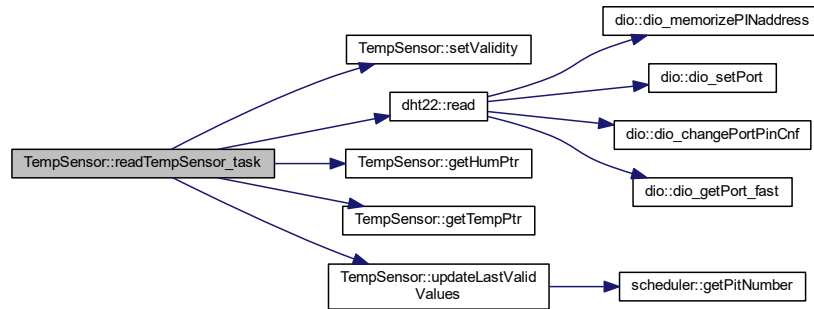 TempSensor::readTempSensor_task
TempSensor::setValidity
dht22::read
TempSensor::getHumPtr
TempSensor::getTempPtr
TempSensor::updateLastValid
Values
dio::dio_memorizePINaddress
dio::dio_setPort
dio::dio_changePortPinCnf
dio::dio_getPort_fast
scheduler::getPitNumber